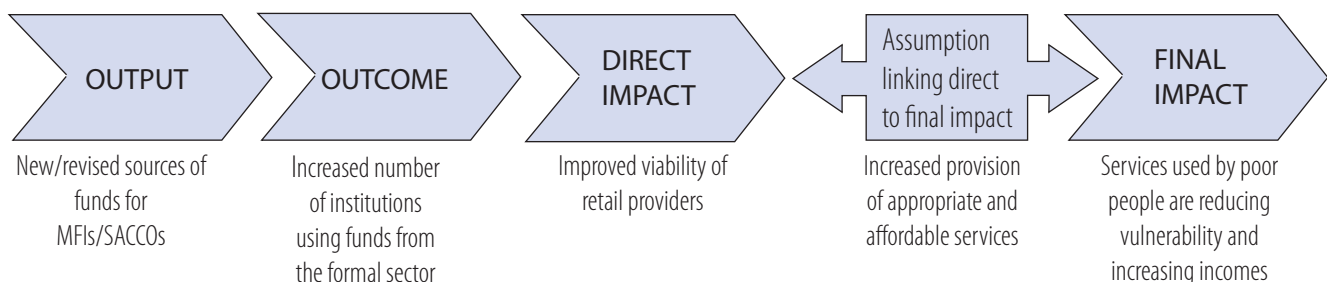 OUTPUT
New/revised sources of
funds for
MFIs/SACCOs
OUTCOME
Increased number
of institutions
using funds from
the formal sector
DIRECT
IMPACT
Improved viability of
retail providers
Assumption
linking direct
to final impact
Increased provision
of appropriate and
affordable services
FINAL
IMPACT
Services used by poor
people are reducing
vulnerability and
increasing incomes